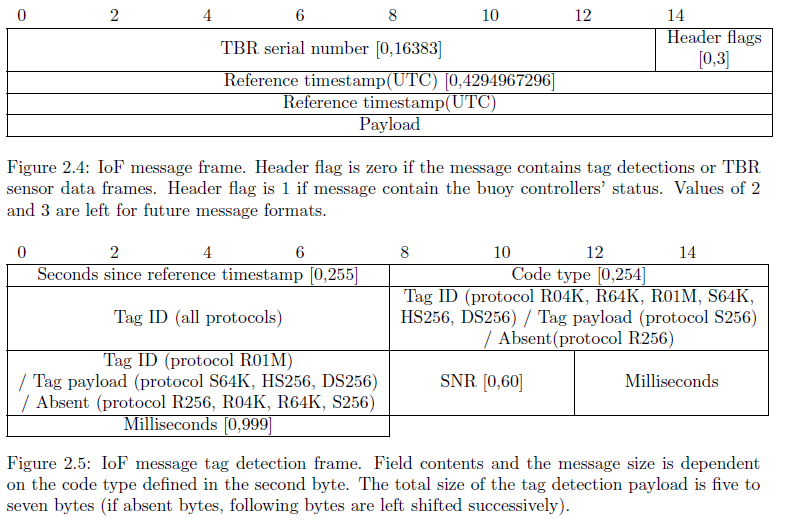 0 2 4 6 8 10 12 14
TBR serial number [0,16383]
Header flags
[0,3]
Reference timestamp(UTC) [0,4294967296]
Reference timestamp(UTC)
Payload
Figure 2.4: IoF message frame. Header flag is zero if the message contains tag detections or TBR
sensor data frames. Header flag is 1 if message contain the buoy controllers' status. Values of 2
and 3 are left for future message formats.
0 2 4 6 8 10 12 14
Seconds since reference timestamp [0,255]
Code type [0,254]
Tag ID (all protocols)
Tag ID (protocol R04K, R64K, R01M, S64K,
HS256, DS256) / Tag payload (protocol S256)
/ Absent(protocol R256)
Tag ID (protocol R01M)
/ Tag payload (protocol S64K, HS256, DS256)
/ Absent (protocol R256, R04K, R64K, S256)
SNR [0,60]
Milliseconds
Milliseconds [0,999]
Figure 2.5: IoF message tag detection frame. Field contents and the message size is dependent
on the code type defined in the second byte. The total size of the tag detection payload is five to
seven bytes (if absent bytes, following bytes are left shifted successively).